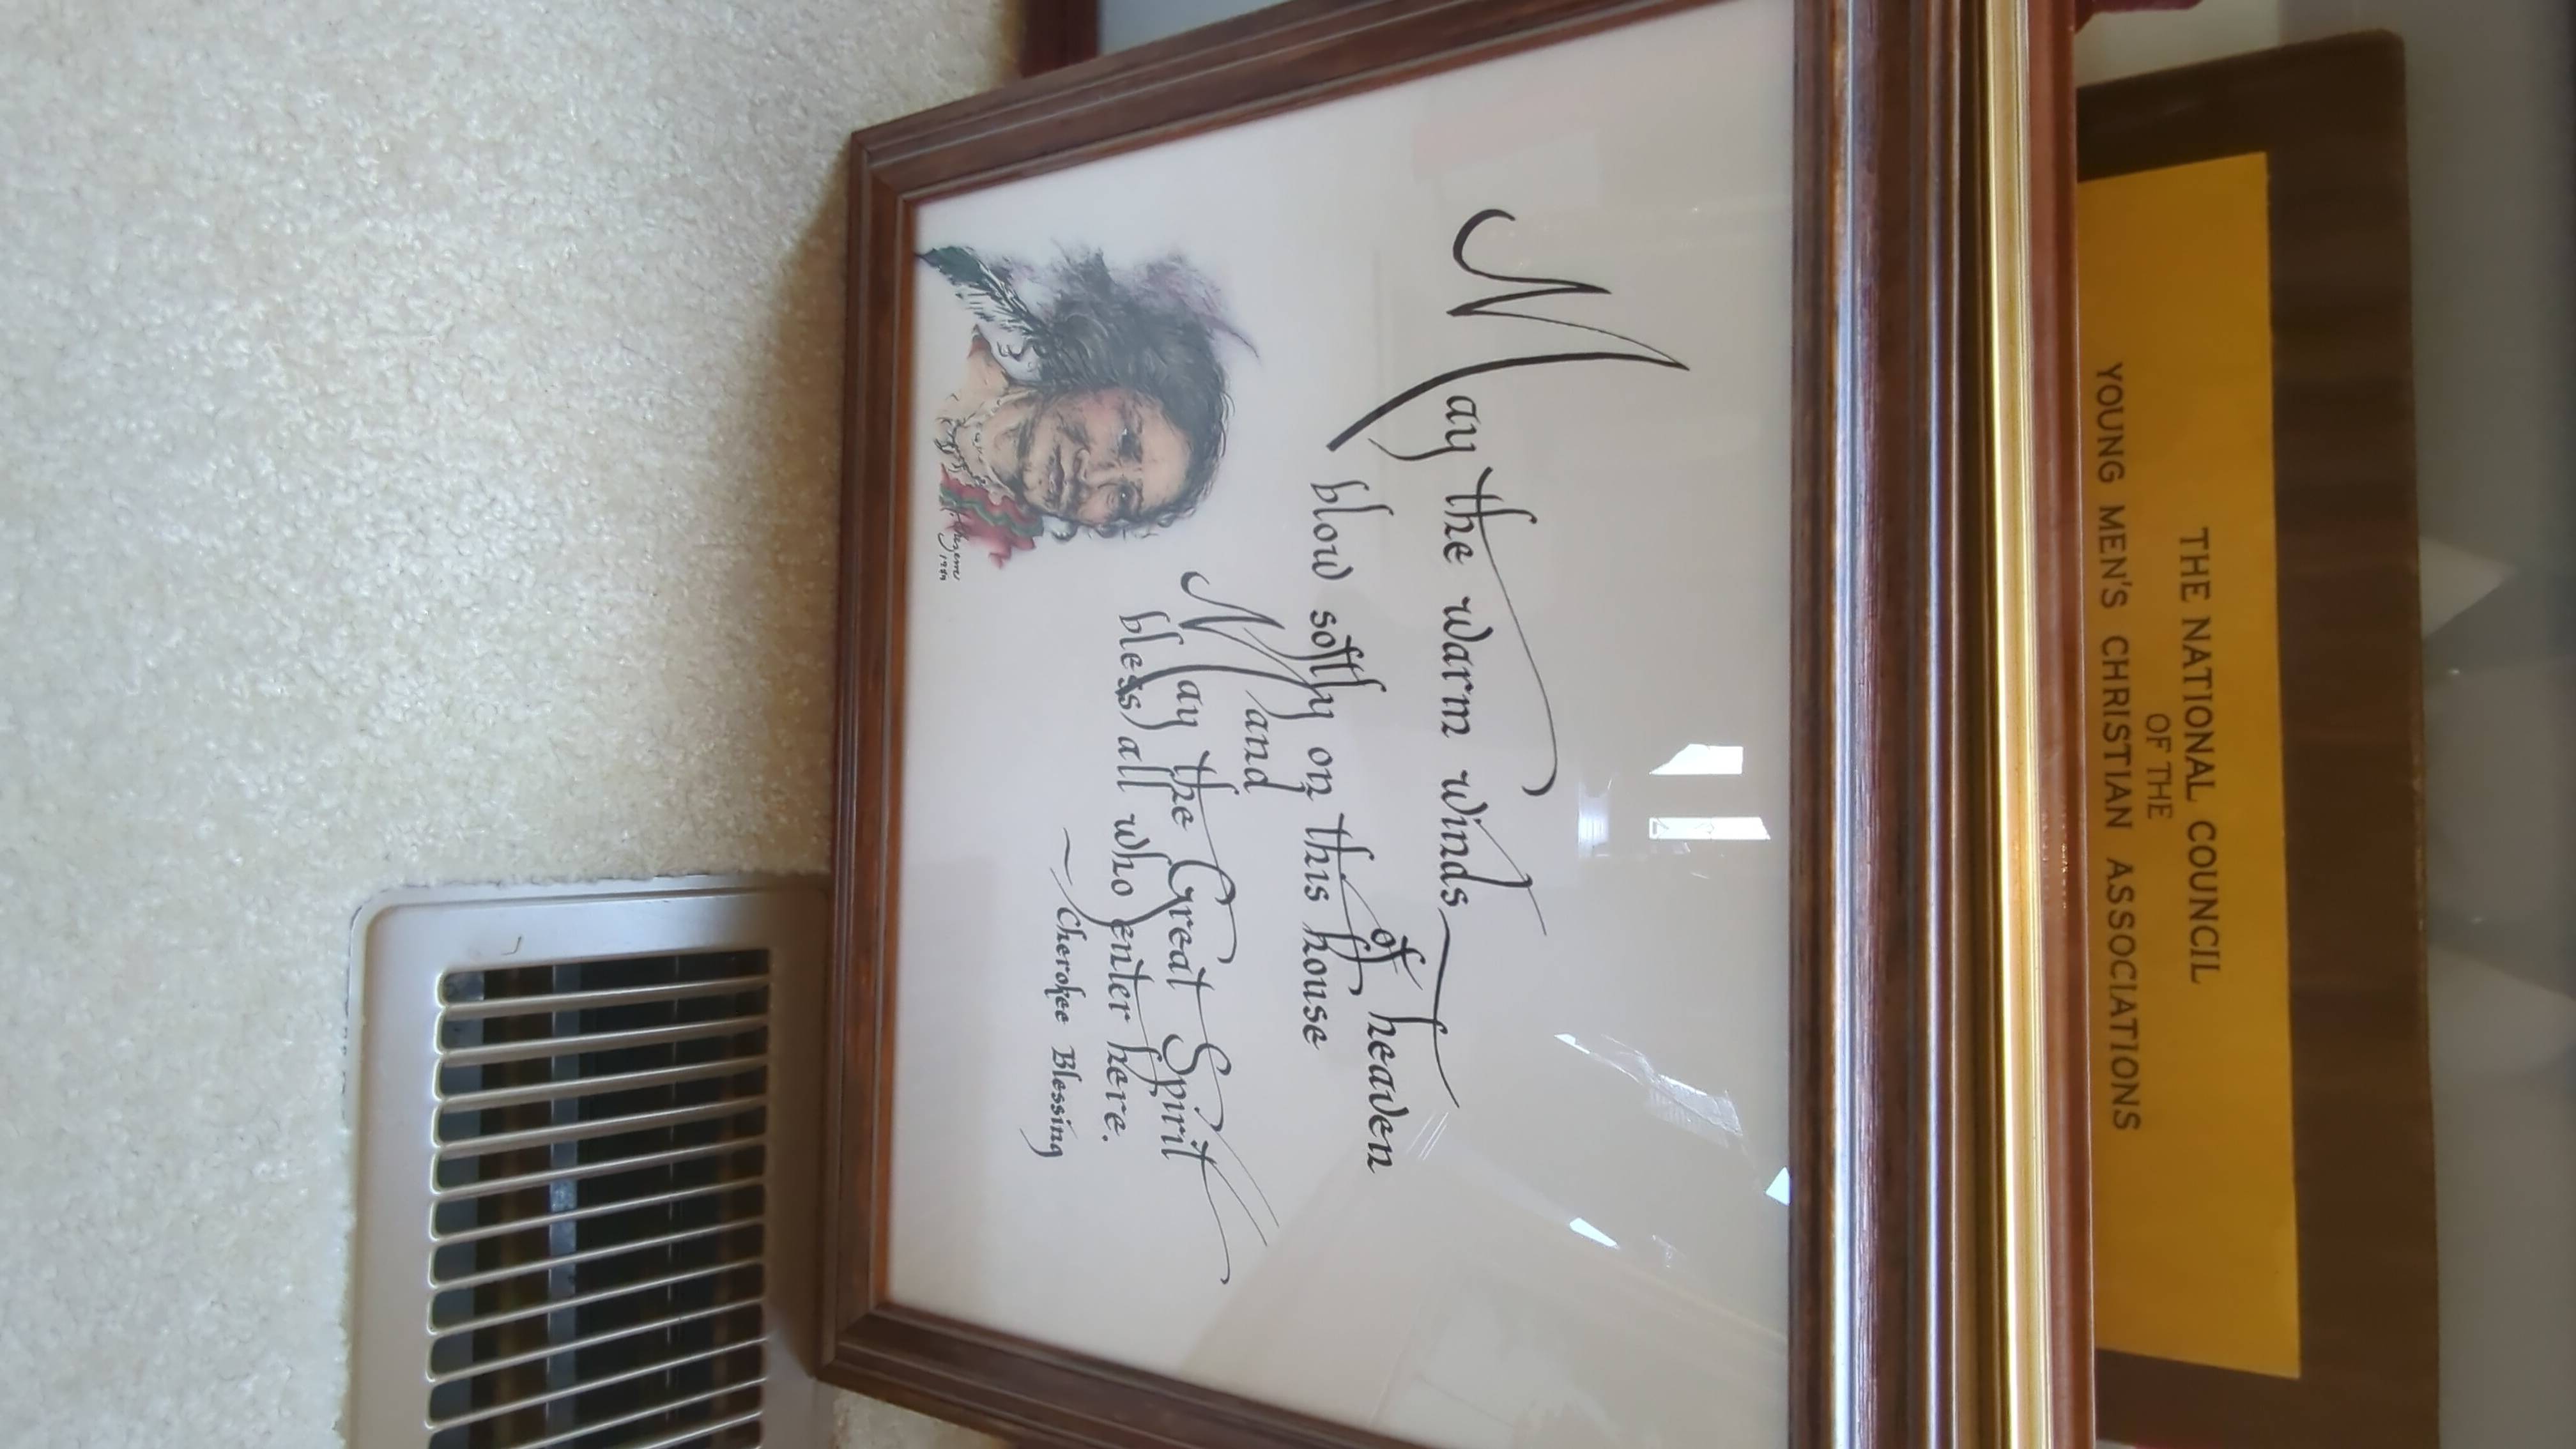 THE NATIONAL COUNCIL
OF THE
YOUNG MEN'S CHRISTIAN ASSOCIATIONS
May the warm winds
of heaven
blow softly on this house
and
May the Great Spirit
bless all who enter here.
~ Cherokee Blessing
1989